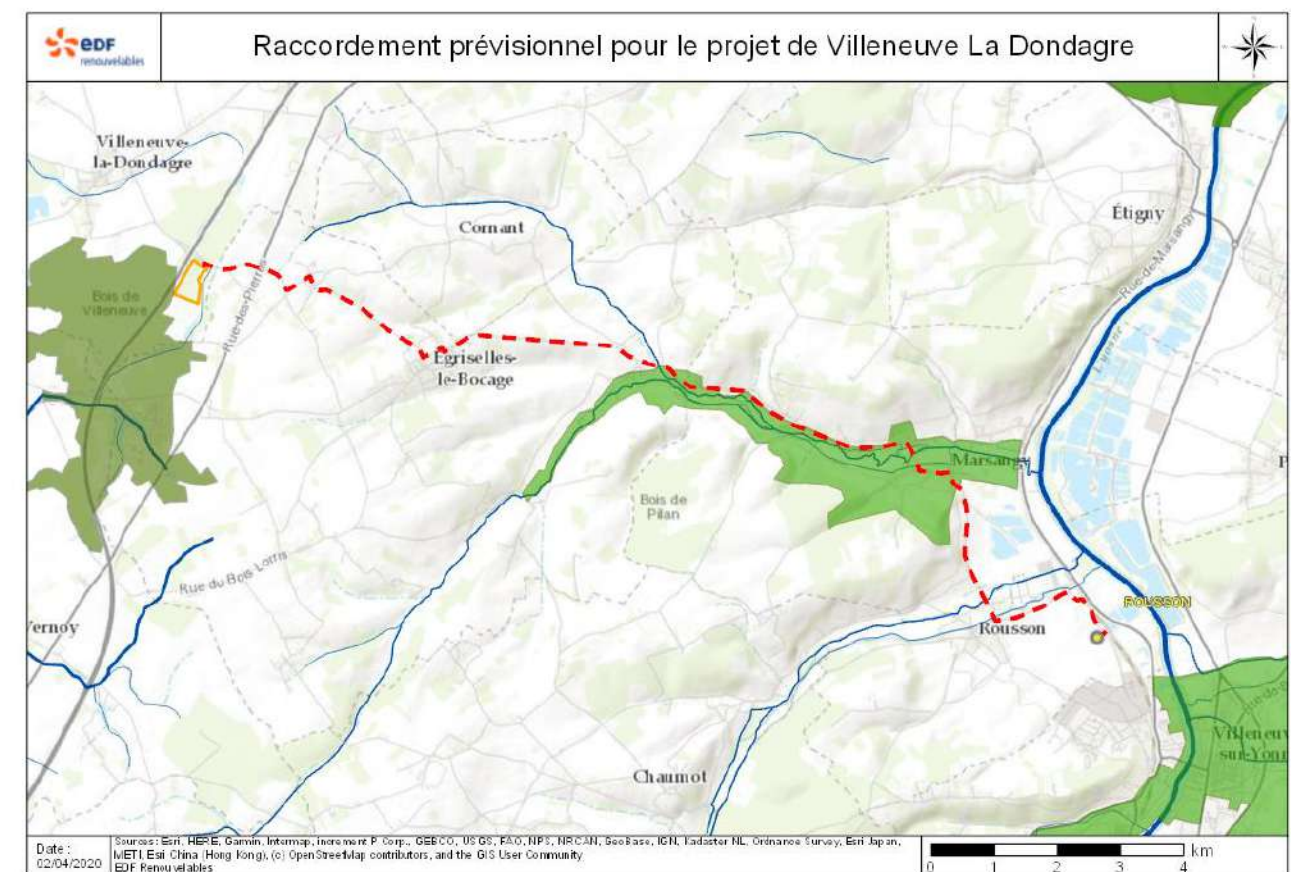 edf
renouvelables
Raccordement prévisionnel pour le projet de Villeneuve La Dondagre
Villeneuve-
la-Dondagre
Cornant
Étigny
Rue-de-Marsangy
Bois de
Villeneuve
Rue-des-Pierres
L'Yonne
Égriselles-
le-Bocage
Marsangy
Bois de
Pilan
Rue du Bois-Lorris
ROUSSON
Vernoy
Rousson
Villeneuve
sur-Yonn
Chaumot
Date :
02/04/2020
Sources: Esri, HERE, Garmin, Intermap, increment P Corp., GEBCO, USGS, FAO, NPS, NRCAN, GeoBase, IGN, Kadaster NL, Ordnance Survey, Esri Japan,
METI, Esri China (Hong Kong), (c) OpenStreetMap contributors, and the GIS User Community
EDF Renouvelables
km
0 1 2 3 4